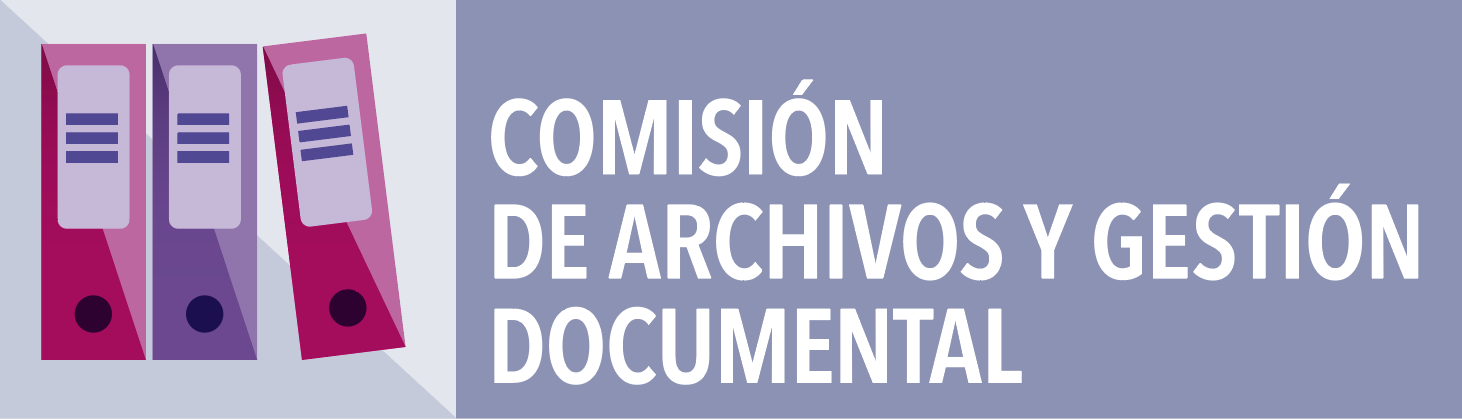 COMISIÓN
DE ARCHIVOS Y GESTIÓN
DOCUMENTAL